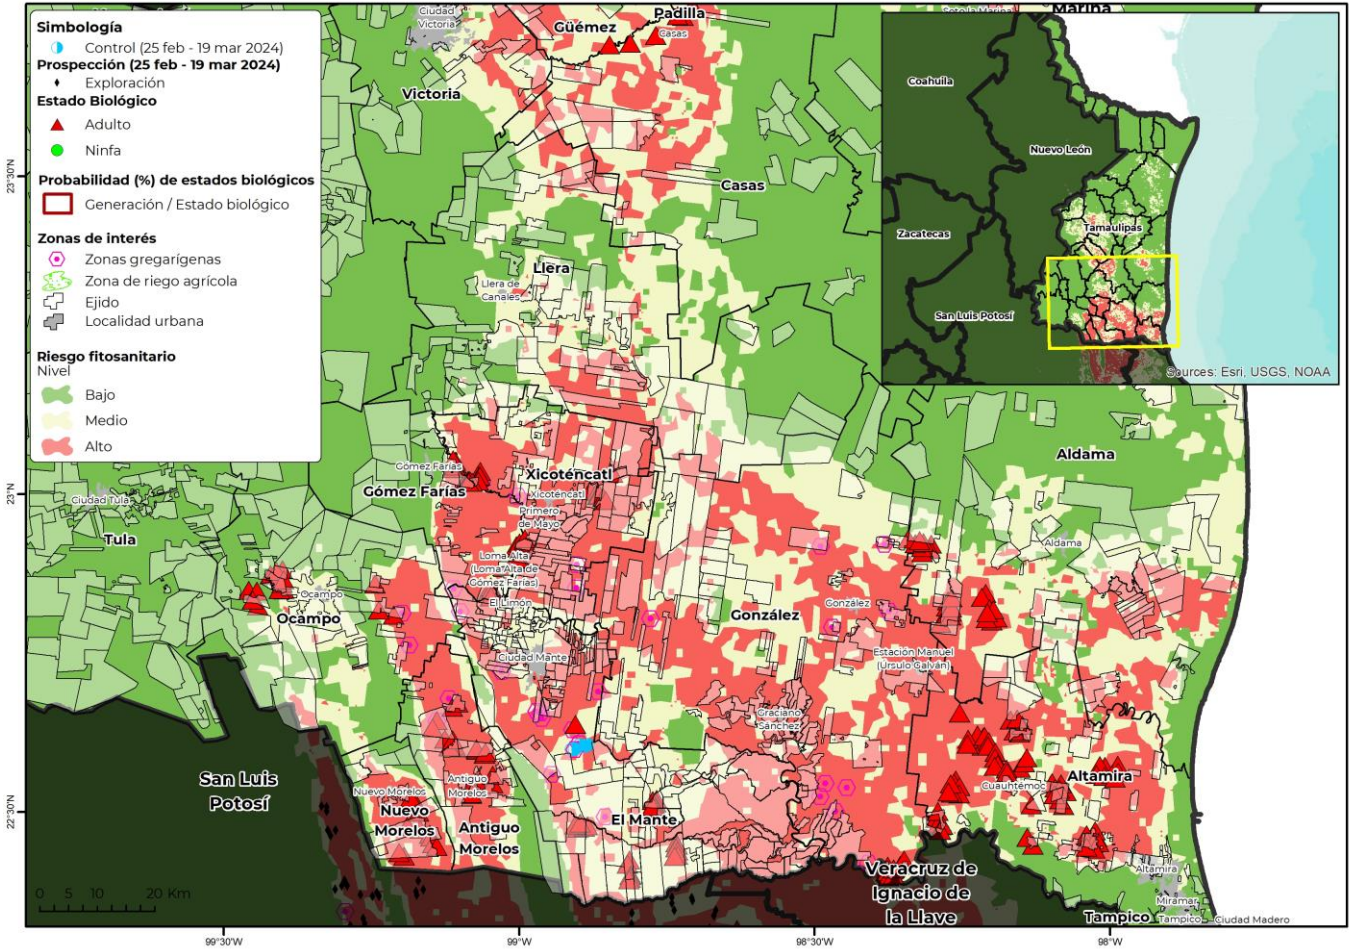 Simbología
Control (25 feb - 19 mar 2024)
Prospección (25 feb - 19 mar 2024)
Exploración
Estado Biológico
Adulto
Ninfa
Probabilidad (%) de estados biológicos
Generación / Estado biológico
Zonas de interés
Zonas gregarígenas
Zona de riego agrícola
Ejido
Localidad urbana
Riesgo fitosanitario
Nivel
Bajo
Medio
Alto
Ciudad
Victoria
Güémez
Padilla
Casas
Soto la Marina
Marina
Victoria
Casas
Llera
Llera de
Canales
Coahuila
Nuevo León
Zacatecas
Tamaulipas
San Luis Potosí
Sources: Esri, USGS, NOAA
Aldama
Gómez Farías
Gómez Farías
Xicoténcatl
Xicoténcatl
Primero
de Mayo
Ciudad Tula
Tula
Loma Alta
(Loma Alta de
Gómez Farías)
El Limón
Aldama
Ocampo
Ocampo
González
González
Ciudad Mante
Estación Manuel
(Úrsulo Galván)
Graciano
Sánchez
San Luis
Potosí
Nuevo Morelos
Nuevo
Morelos
Antiguo
Morelos
Antiguo
Morelos
El Mante
Altamira
Cuauhtémoc
Veracruz de
Ignacio de
la Llave
Altamira
Miramar
Tampico
Tampico
Ciudad Madero
0 5 10 20 Km
23°30'N
23°N
22°30'N
99°30'W
99°W
98°30'W
98°W